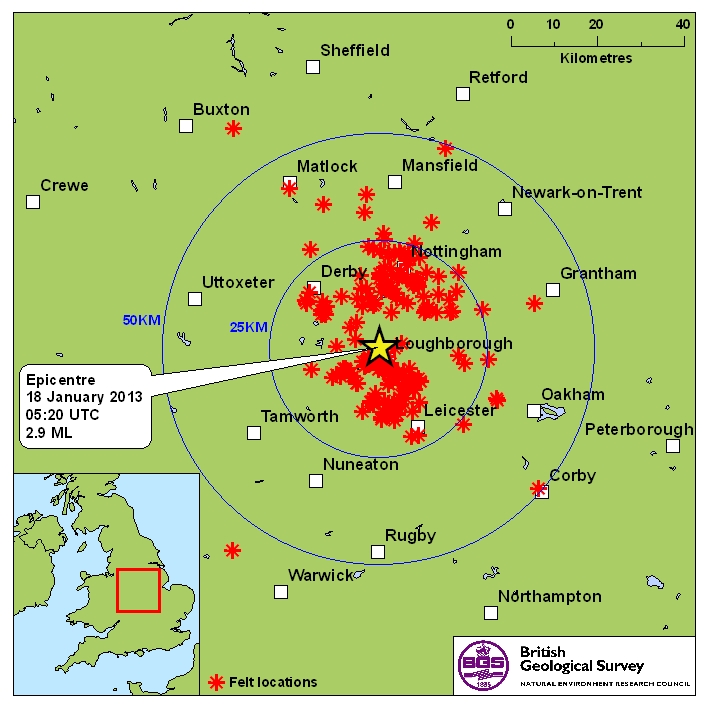 0 10 20 40
Kilometres
Sheffield
Retford
Buxton
Matlock
Mansfield
Crewe
Newark-on-Trent
Nottingham
Derby
Grantham
Uttoxeter
50KM
25KM
Loughborough
Epicentre
18 January 2013
05:20 UTC
2.9 ML
Oakham
Leicester
Tamworth
Peterborough
Nuneaton
Corby
Rugby
Warwick
Northampton
BGS
1835
British
Geological Survey
NATURAL ENVIRONMENT RESEARCH COUNCIL
Felt locations